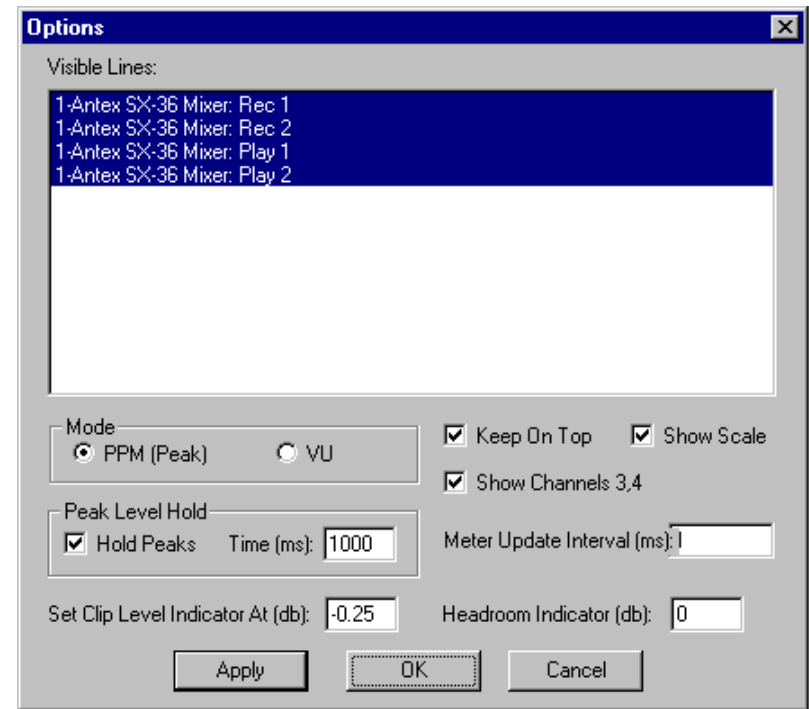 Options
Visible Lines:
1-Antex SX-36 Mixer: Rec 1
1-Antex SX-36 Mixer: Rec 2
1-Antex SX-36 Mixer: Play 1
1-Antex SX-36 Mixer: Play 2
Mode
PPM (Peak) VU
Keep On Top Show Scale
Show Channels 3,4
Peak Level Hold
Hold Peaks Time (ms): 1000
Meter Update Interval (ms):
Set Clip Level Indicator At (db): -0.25
Headroom Indicator (db): 0
Apply OK Cancel